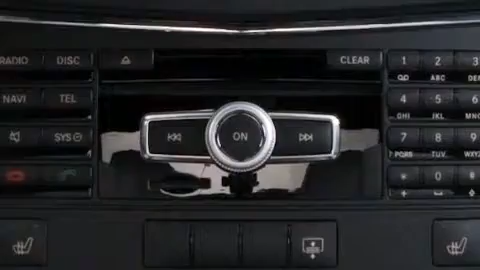 RADIO DISC CLEAR 1 2 3
ABC DEF
NAVI TEL 4 5 6
GHI JKL MNO
ON
SYS 7 8 9
PQRS TUV WXYZ
* 0 #